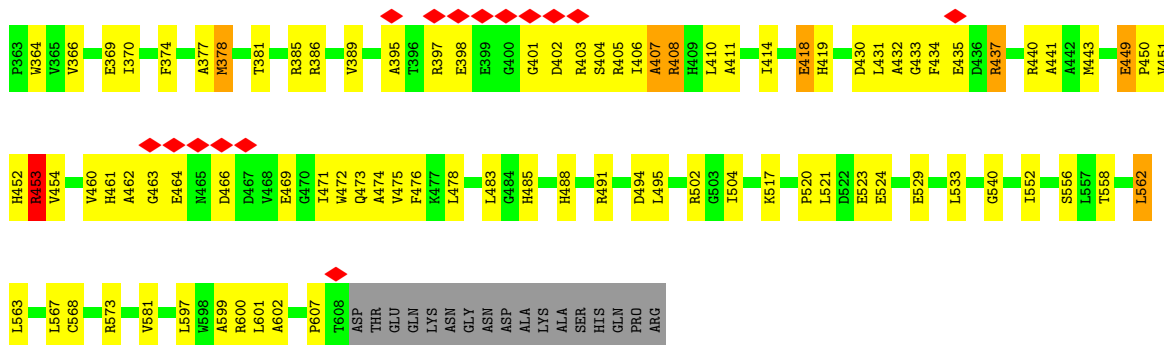 P363 W364 V365 V366 E369 I370 F374 A377 M378 T381 R385 R386 V389 A395 T396 R397 E398 E399 G400 G401 D402 R403 S404 R405 I406 A407 R408 H409 L410 A411 I414 E418 H419 D430 L431 A432 G433 F434 E435 D436 R437 R440 A441 A442 M443 E449 P450 V451
H452 R453 V454 V460 H461 A462 G463 E464 N465 D466 D467 V468 E469 G470 I471 W472 Q473 A474 V475 F476 K477 L478 L483 G484 H485 H488 R491 D494 L495 R502 G503 I504 K517 P520 L521 D522 E523 E524 E529 L533 G540 I552 S556 L557 T558 L562
L563 L567 C568 R573 V581 L597 W598 A599 R600 L601 A602 P607 T608 ASP THR GLU GLN LYS ASN GLY ASN ASP ALA LYS ALA SER HIS GLN PRO ARG